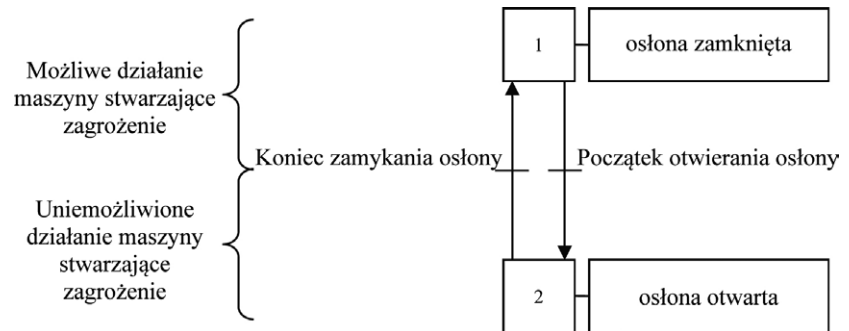 Możliwe działanie
maszyny stwarzające
zagrożenie
1
osłona zamknięta
Koniec zamykania osłony
Początek otwierania osłony
Uniemożliwione
działanie maszyny
stwarzające
zagrożenie
2
osłona otwarta